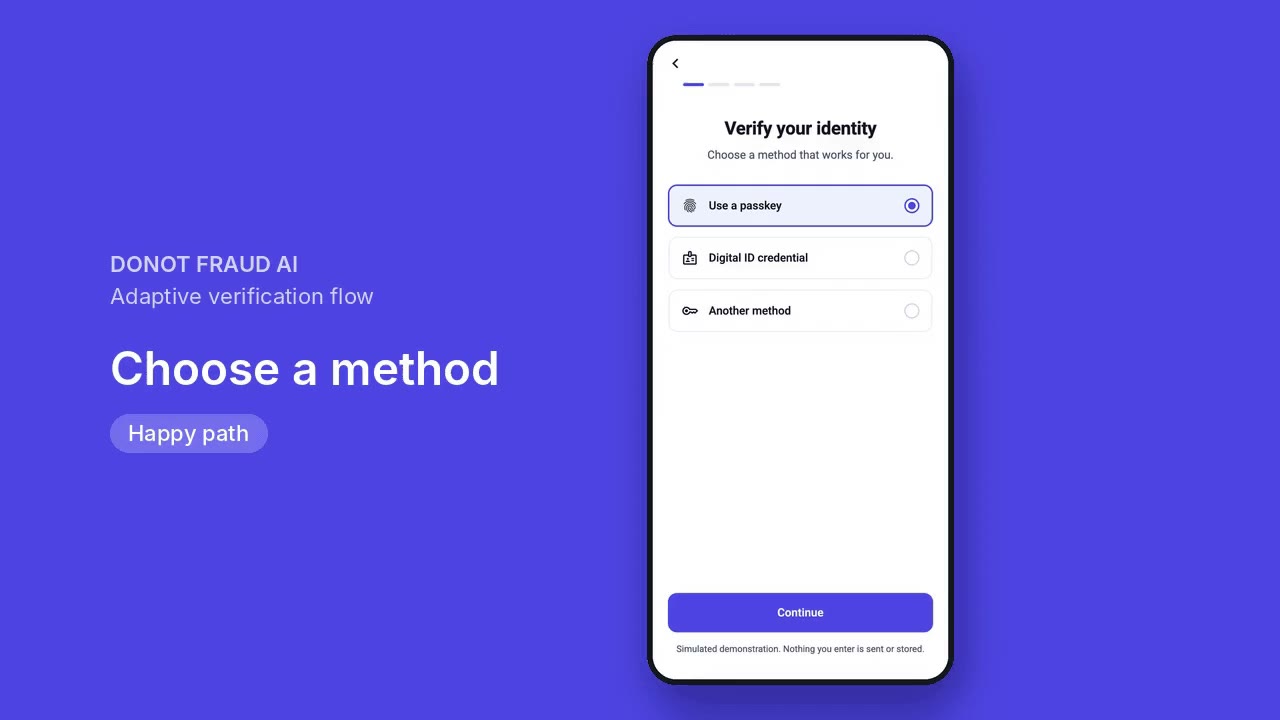 DONOT FRAUD AI
Adaptive verification flow
Choose a method
Happy path
Verify your identity
Choose a method that works for you.
Use a passkey
Digital ID credential
Another method
Continue
Simulated demonstration. Nothing you enter is sent or stored.